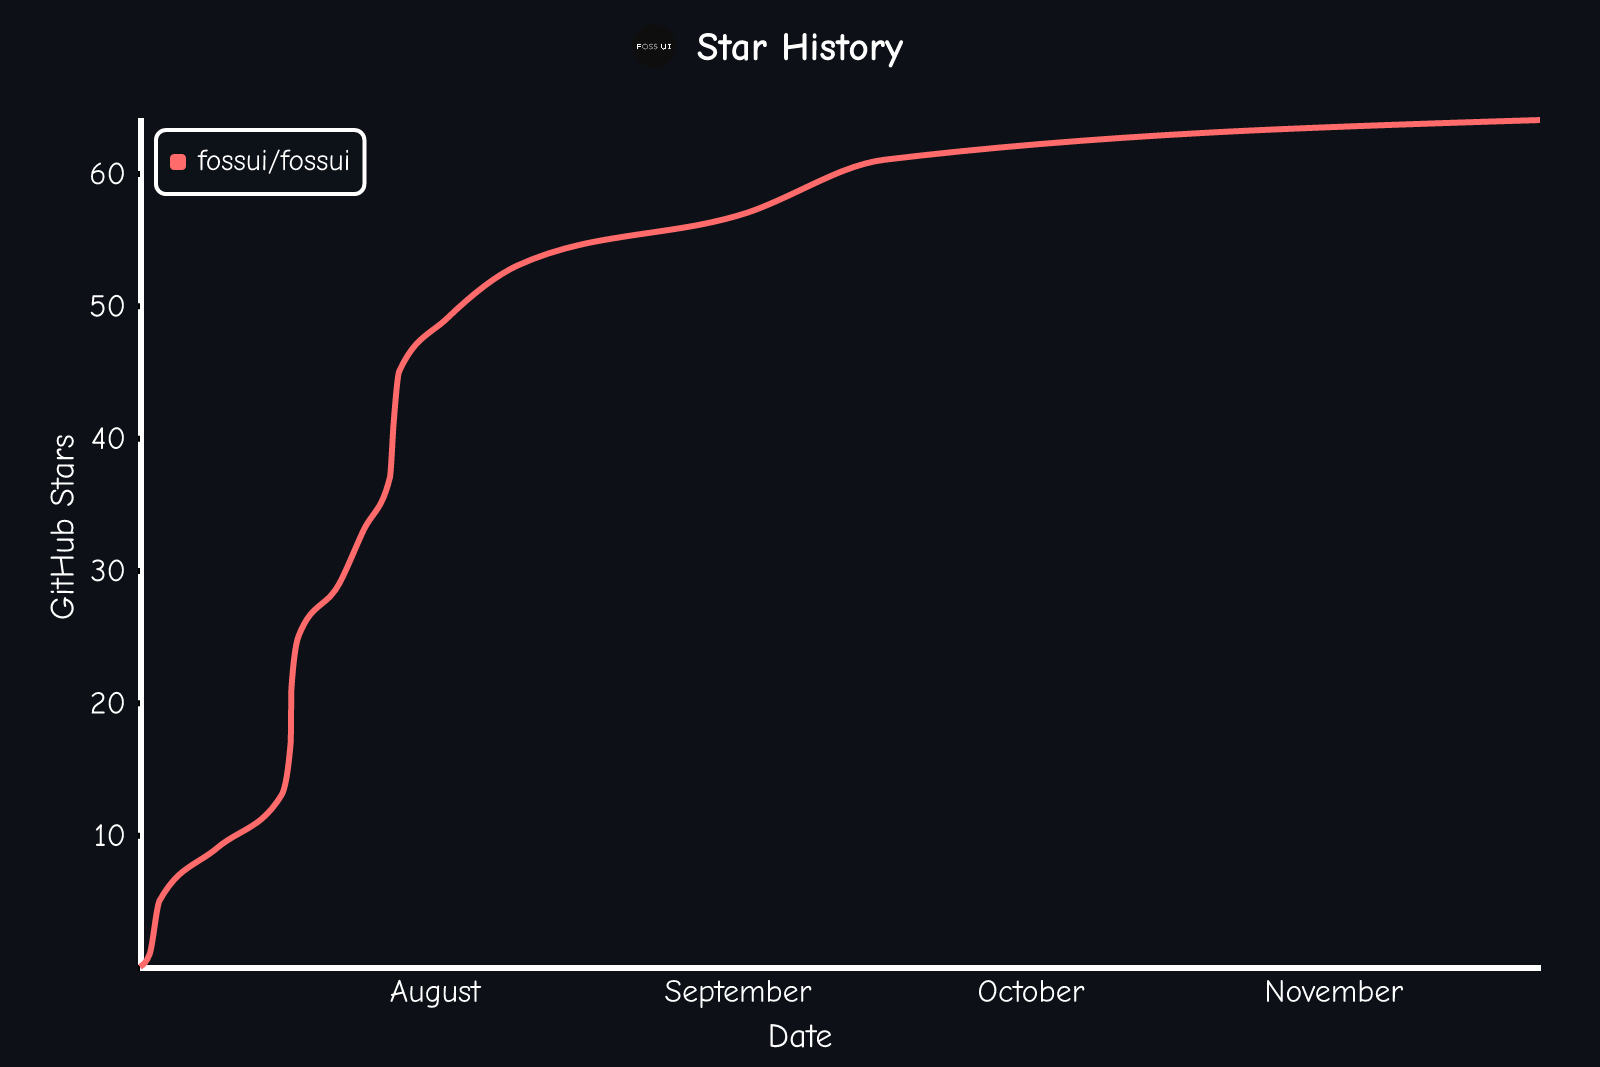 FOSS UI
Star History
fossui/fossui
60
50
40
30
20
10
GitHub Stars
August
September
October
November
Date